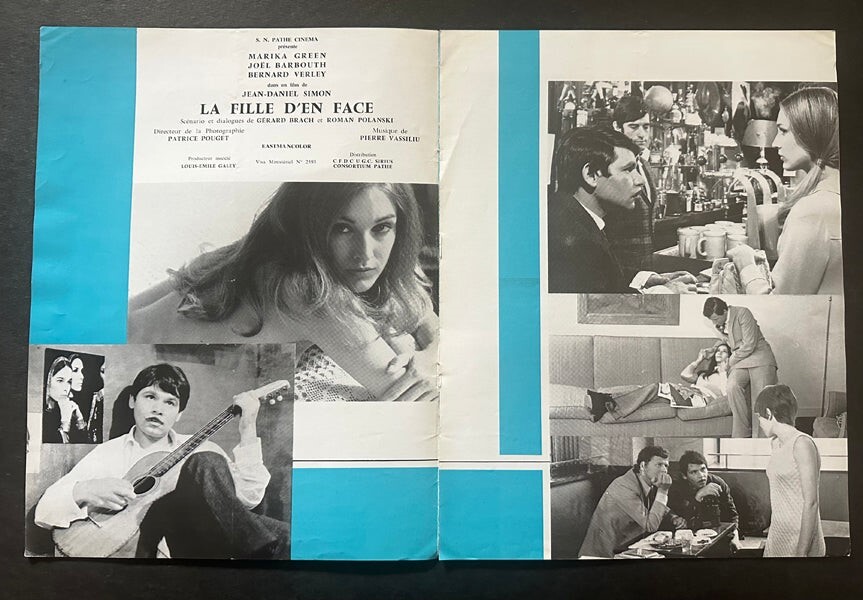 S. N. PATHE CINEMA
présente
MARIKA GREEN
JOËL BARBOUTH
BERNARD VERLEY
dans un film de
JEAN-DANIEL SIMON
LA FILLE D'EN FACE
Scénario et dialogues de GÉRARD BRACH et ROMAN POLANSKI
Directeur de la Photographie
PATRICE POUGET
Musique de
PIERRE VASSILIU
EASTMANCOLOR
Producteur associé
LOUIS-EMILE GALEY
Visa Ministériel N°
Distribution
C.F.D.C U.G.C. SIRIUS
CONSORTIUM PATHE